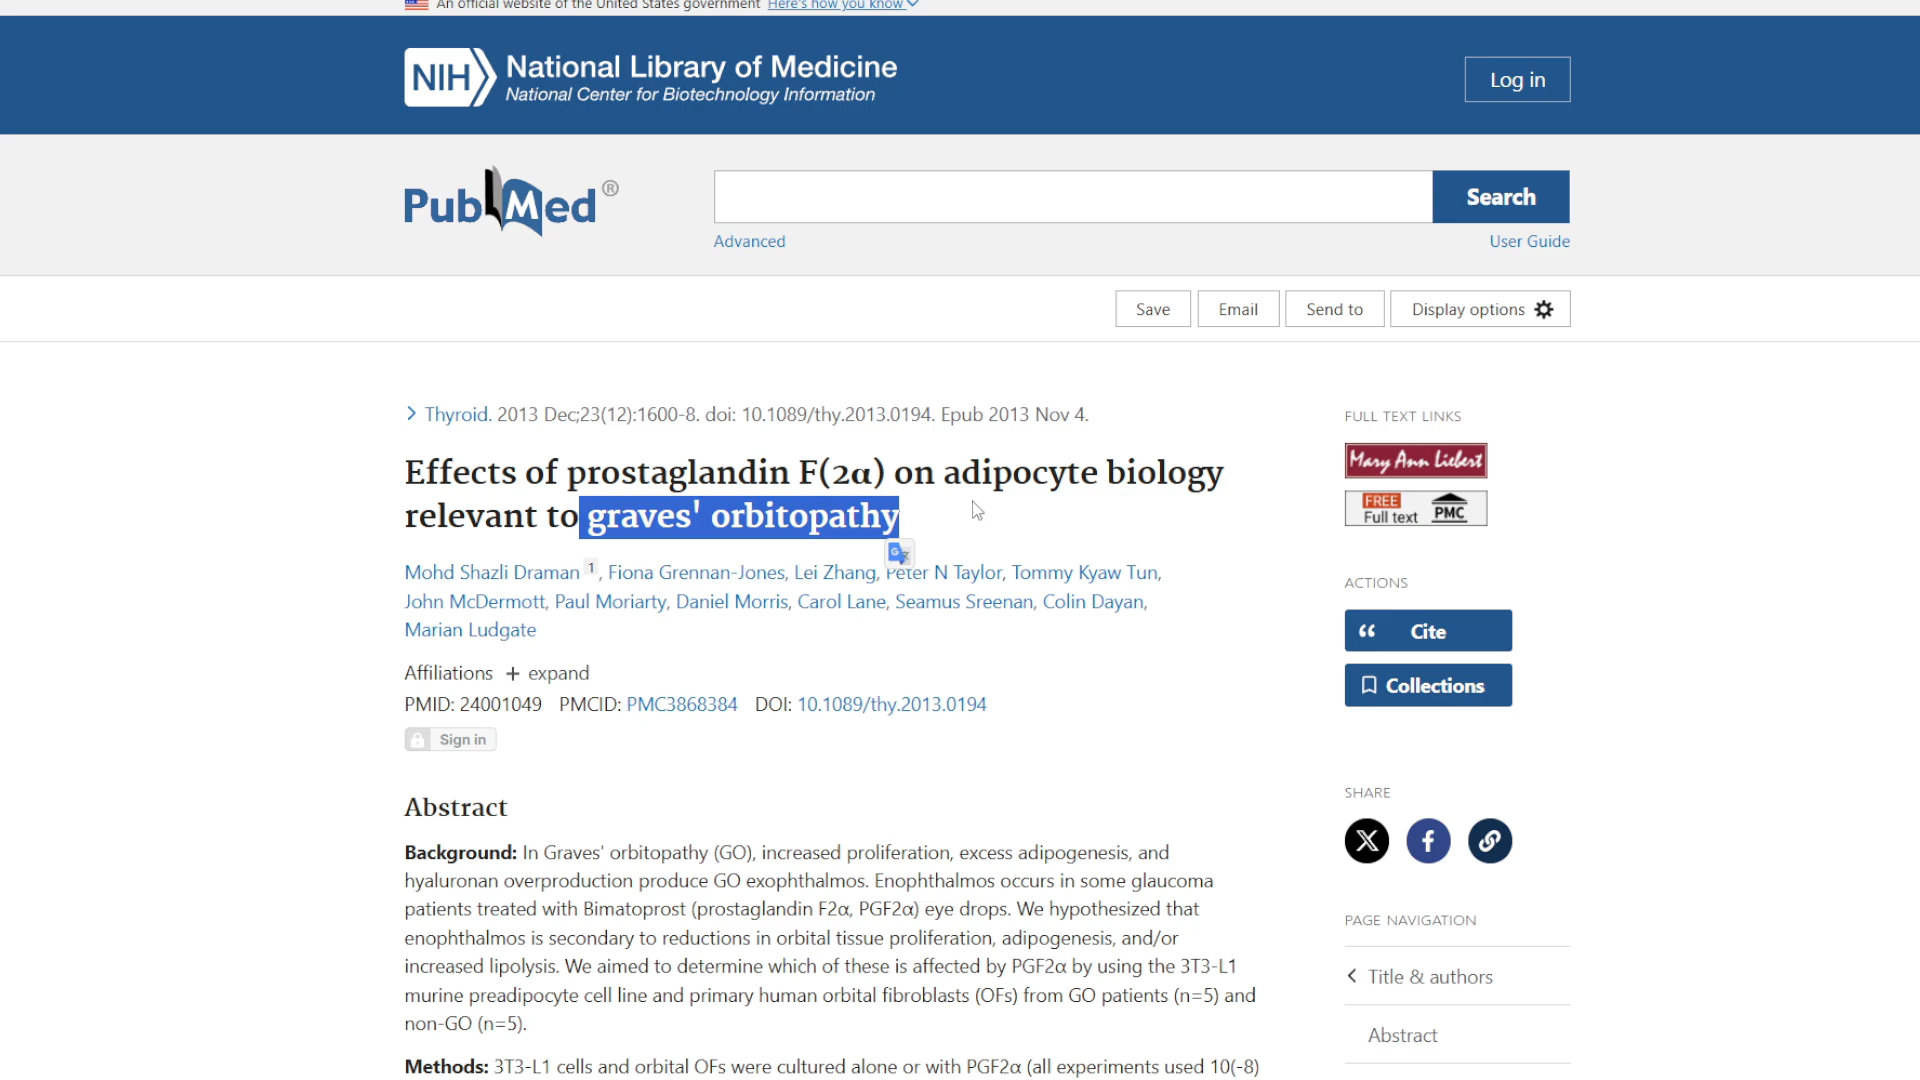 An official website of the United States government Here's how you know
NIH National Library of Medicine
National Center for Biotechnology Information
Log in
PubMed®
Search
Advanced
User Guide
Save
Email
Send to
Display options
Thyroid. 2013 Dec;23(12):1600-8. doi: 10.1089/thy.2013.0194. Epub 2013 Nov 4.
Effects of prostaglandin F(2α) on adipocyte biology
relevant to graves' orbitopathy
Mohd Shazli Draman 1, Fiona Grennan-Jones, Lei Zhang, Peter N Taylor, Tommy Kyaw Tun,
John McDermott, Paul Moriarty, Daniel Morris, Carol Lane, Seamus Sreenan, Colin Dayan,
Marian Ludgate
Affiliations + expand
PMID: 24001049 PMCID: PMC3868384 DOI: 10.1089/thy.2013.0194
Sign in
Abstract
Background: In Graves' orbitopathy (GO), increased proliferation, excess adipogenesis, and
hyaluronan overproduction produce GO exophthalmos. Enophthalmos occurs in some glaucoma
patients treated with Bimatoprost (prostaglandin F2α, PGF2α) eye drops. We hypothesized that
enophthalmos is secondary to reductions in orbital tissue proliferation, adipogenesis, and/or
increased lipolysis. We aimed to determine which of these is affected by PGF2α by using the 3T3-L1
murine preadipocyte cell line and primary human orbital fibroblasts (OFs) from GO patients (n=5) and
non-GO (n=5).
Methods: 3T3-L1 cells and orbital OFs were cultured alone or with PGF2α (all experiments used 10(-8)
FULL TEXT LINKS
Mary Ann Liebert
FREE
Full text PMC
ACTIONS
Cite
Collections
SHARE
PAGE NAVIGATION
Title & authors
Abstract